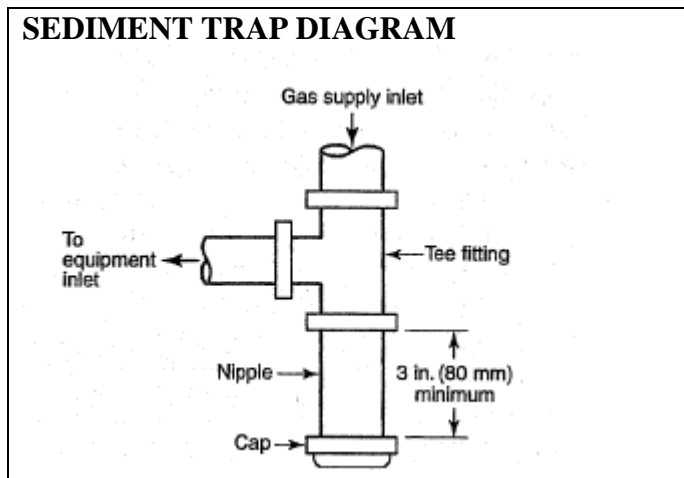 SEDIMENT TRAP DIAGRAM
Gas supply inlet
To
equipment
inlet
Tee fitting
Nipple
3 in. (80 mm)
minimum
Cap